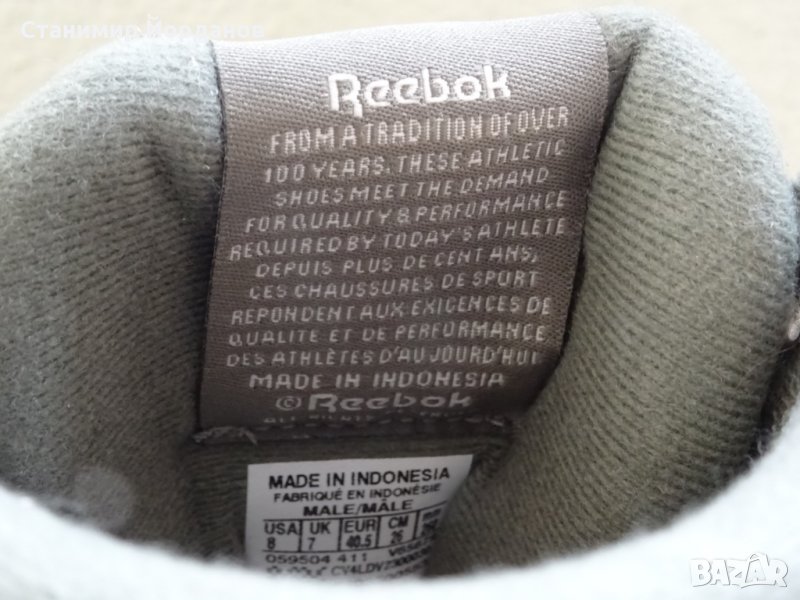 Станимир Йорданов
Reebok
FROM A TRADITION OF OVER
100 YEARS, THESE ATHLETIC
SHOES MEET THE DEMAND
FOR QUALITY & PERFORMANCE
REQUIRED BY TODAY'S ATHLETE
DEPUIS PLUS DE CENT ANS,
CES CHAUSSURES DE SPORT
REPONDENT AUX EXIGENCES DE
QUALITE ET DE PERFORMANCE
DES ATHLÈTES D'AUJOURD'HUI
MADE IN INDONESIA
© Reebok
MADE IN INDONESIA
FABRIQUÉ EN INDONÉSIE
MALE/MÂLE
USA UK EUR CM
8 7 40.5 26
059504 411
BAZAR